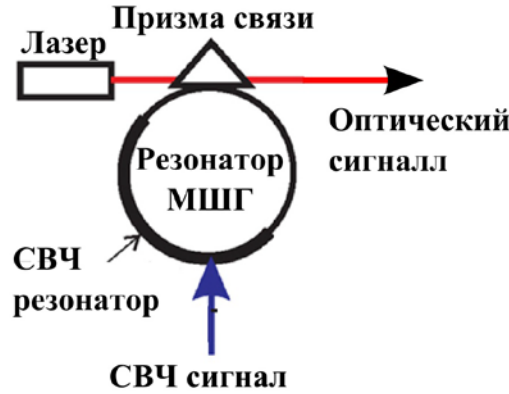 Призма связи
Лазер
Оптический
сигналл
Резонатор
МШГ
СВЧ
резонатор
СВЧ сигнал